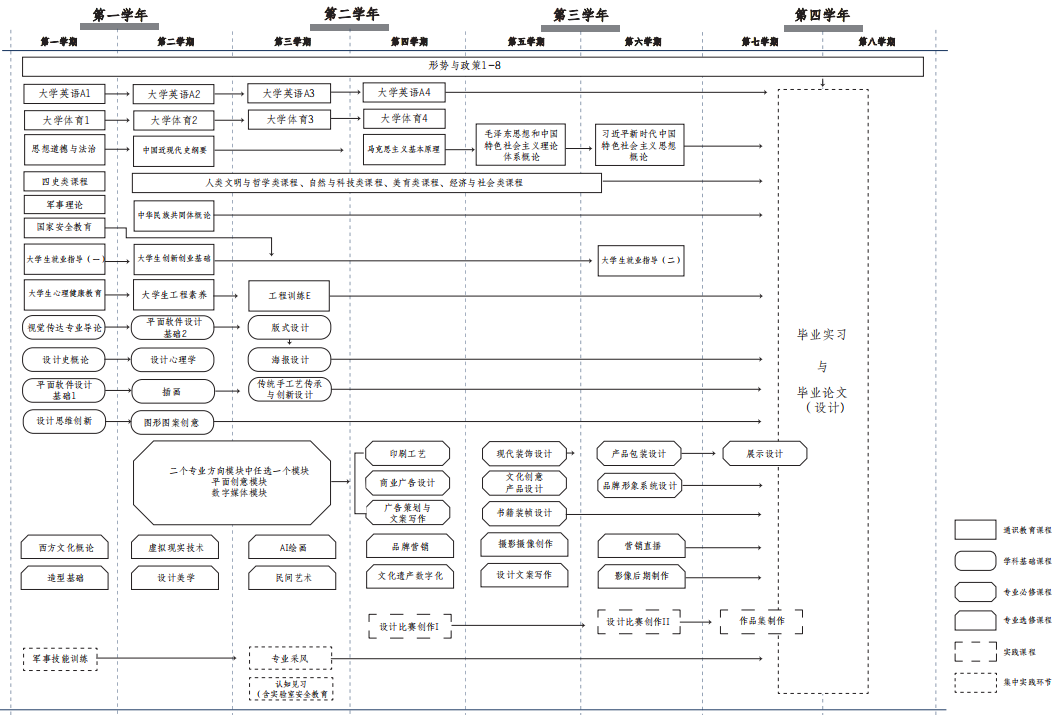 第一学年
第二学年
第三学年
第四学年
第一学期
第二学期
第三学期
第四学期
第五学期
第六学期
第七学期
第八学期
形势与政策1-8
大学英语A1
大学英语A2
大学英语A3
大学英语A4
大学体育1
大学体育2
大学体育3
大学体育4
思想道德与法治
中国近现代史纲要
马克思主义基本原理
毛泽东思想和中国
特色社会主义理论
体系概论
习近平新时代中国
特色社会主义思想
概论
四史类课程
人类文明与哲学类课程、自然与科技类课程、美育类课程、经济与社会类课程
军事理论
中华民族共同体概论
国家安全教育
大学生就业指导（一）
大学生创新创业基础
大学生就业指导（二）
大学生心理健康教育
大学生工程素养
工程训练E
视觉传达专业导论
平面软件设计
基础2
版式设计
设计史概论
设计心理学
海报设计
平面软件设计
基础1
插画
传统手工艺传承
与创新设计
设计思维创新
图形图案创意
毕业实习
与
毕业论文
（设计）
二个专业方向模块中任选一个模块
平面创意模块
数字媒体模块
印刷工艺
现代装饰设计
产品包装设计
展示设计
商业广告设计
文化创意
产品设计
品牌形象系统设计
广告策划与
文案写作
书籍装帧设计
西方文化概论
虚拟现实技术
AI绘画
品牌营销
摄影摄像创作
营销直播
造型基础
设计美学
民间艺术
文化遗产数字化
设计文案写作
影像后期制作
设计比赛创作I
设计比赛创作II
作品集制作
军事技能训练
专业采风
认知见习
（含实验室安全教育
通识教育课程
学科基础课程
专业必修课程
专业选修课程
实践课程
集中实践环节